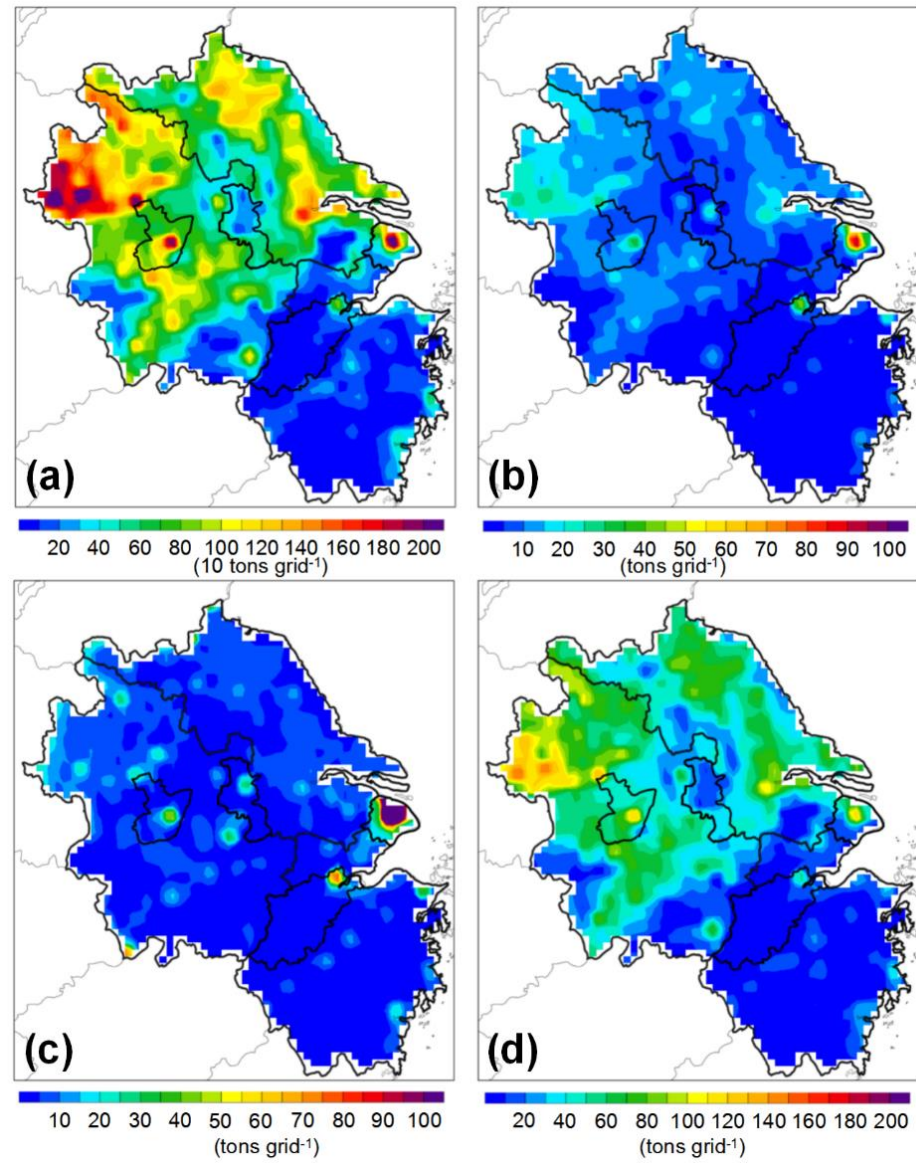 (a) (b)
20 40 60 80 100 120 140 160 180 200 10 20 30 40 50 60 70 80 90 100
(10 tons grid⁻¹) (tons grid⁻¹)
(c) (d)
10 20 30 40 50 60 70 80 90 100 20 40 60 80 100 120 140 160 180 200
(tons grid⁻¹) (tons grid⁻¹)